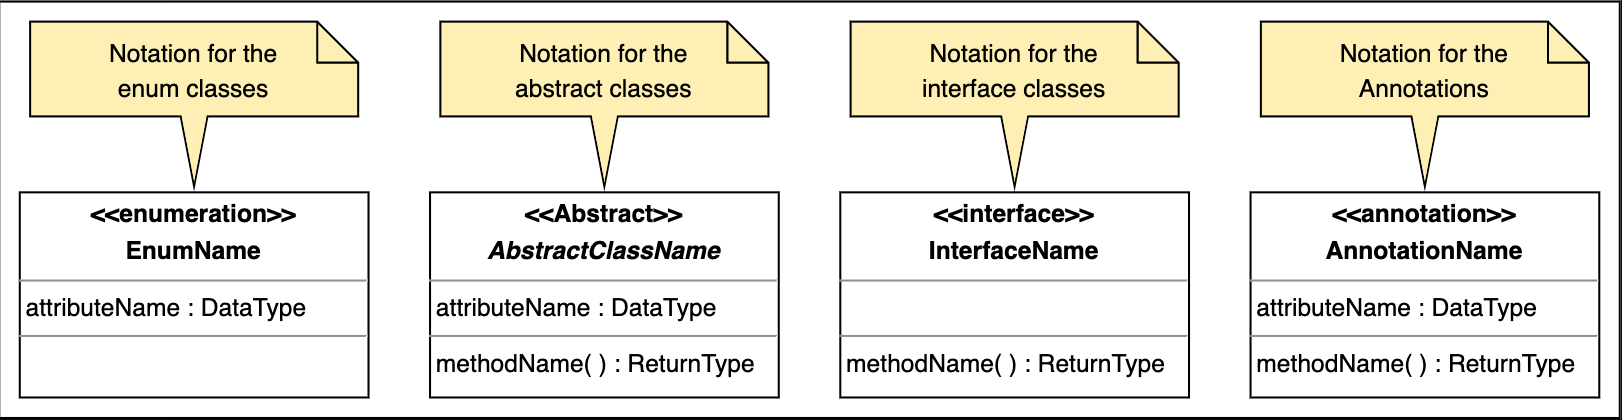 Notation for the
enum classes
Notation for the
abstract classes
Notation for the
interface classes
Notation for the
Annotations
<<enumeration>>
EnumName
attributeName : DataType
<<Abstract>>
AbstractClassName
attributeName : DataType
methodName( ) : ReturnType
<<interface>>
InterfaceName
methodName( ) : ReturnType
<<annotation>>
AnnotationName
attributeName : DataType
methodName( ) : ReturnType